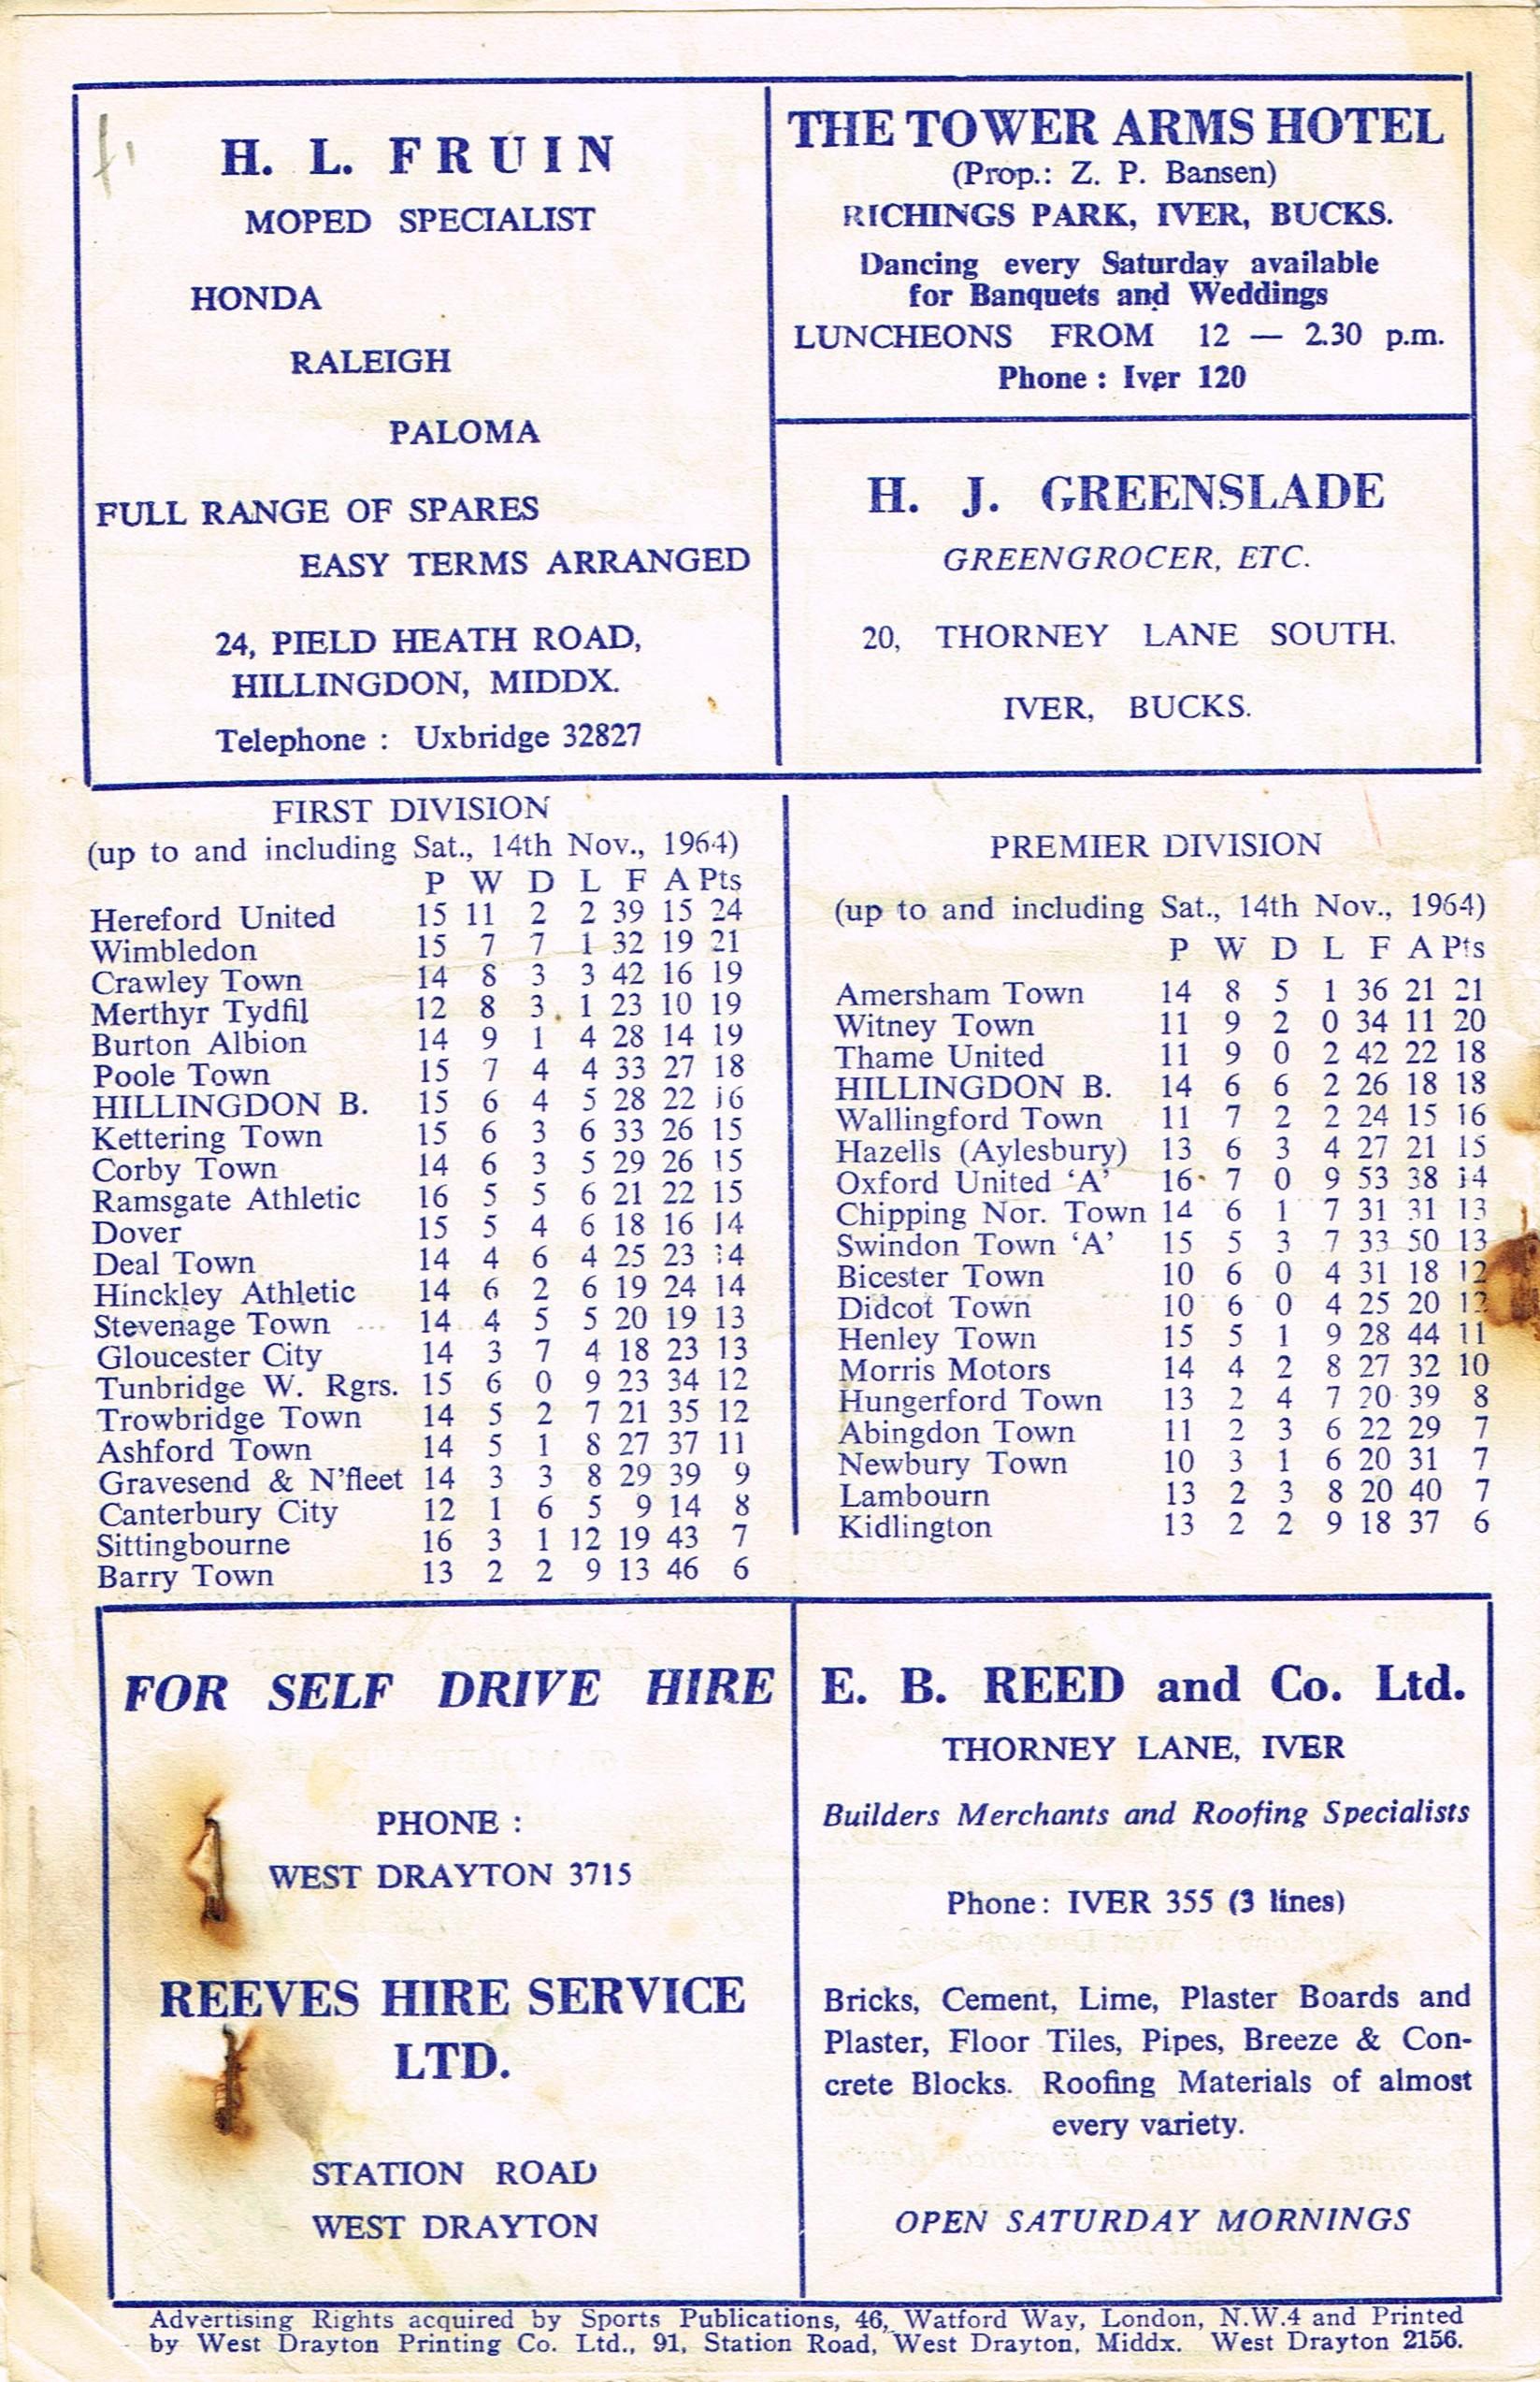 H. L. FRUIN
MOPED SPECIALIST
HONDA
RALEIGH
PALOMA
FULL RANGE OF SPARES
EASY TERMS ARRANGED
24, PIELD HEATH ROAD,
HILLINGDON, MIDDX.
Telephone : Uxbridge 32827
THE TOWER ARMS HOTEL
(Prop.: Z. P. Bansen)
RICHINGS PARK, IVER, BUCKS.
Dancing every Saturday available
for Banquets and Weddings
LUNCHEONS FROM 12 — 2.30 p.m.
Phone : Iver 120
H. J. GREENSLADE
GREENGROCER, ETC.
20, THORNEY LANE SOUTH.
IVER, BUCKS.
FIRST DIVISION
(up to and including Sat., 14th Nov., 1964)
P W D L F A Pts
Hereford United 15 11 2 2 39 15 24
Wimbledon 15 7 7 1 32 19 21
Crawley Town 14 8 3 3 42 16 19
Merthyr Tydfil 12 8 3 1 23 10 19
Burton Albion 14 9 1 4 28 14 19
Poole Town 15 7 4 4 33 27 18
HILLINGDON B. 15 6 4 5 28 22 16
Kettering Town 15 6 3 6 33 26 15
Corby Town 14 6 3 5 29 26 15
Ramsgate Athletic 16 5 5 6 21 22 15
Dover 15 5 4 6 18 16 14
Deal Town 14 4 6 4 25 23 14
Hinckley Athletic 14 6 2 6 19 24 14
Stevenage Town 14 4 5 5 20 19 13
Gloucester City 14 3 7 4 18 23 13
Tunbridge W. Rgrs. 15 6 0 9 23 34 12
Trowbridge Town 14 5 2 7 21 35 12
Ashford Town 14 5 1 8 27 37 11
Gravesend & N'fleet 14 3 3 8 29 39 9
Canterbury City 12 1 6 5 9 14 8
Sittingbourne 16 3 1 12 19 43 7
Barry Town 13 2 2 9 13 46 6
PREMIER DIVISION
(up to and including Sat., 14th Nov., 1964)
P W D L F A Pts
Amersham Town 14 8 5 1 36 21 21
Witney Town 11 9 2 0 34 11 20
Thame United 11 9 0 2 42 22 18
HILLINGDON B. 14 6 6 2 26 18 18
Wallingford Town 11 7 2 2 24 15 16
Hazells (Aylesbury) 13 6 3 4 27 21 15
Oxford United 'A' 16 7 0 9 53 38 14
Chipping Nor. Town 14 6 1 7 31 31 13
Swindon Town 'A' 15 5 3 7 33 50 13
Bicester Town 10 6 0 4 31 18 12
Didcot Town 10 6 0 4 25 20 12
Henley Town 15 5 1 9 28 44 11
Morris Motors 14 4 2 8 27 32 10
Hungerford Town 13 2 4 7 20 39 8
Abingdon Town 11 2 3 6 22 29 7
Newbury Town 10 3 1 6 20 31 7
Lambourn 13 2 3 8 20 40 7
Kidlington 13 2 2 9 18 37 6
FOR SELF DRIVE HIRE
PHONE :
WEST DRAYTON 3715
REEVES HIRE SERVICE
LTD.
STATION ROAD
WEST DRAYTON
E. B. REED and Co. Ltd.
THORNEY LANE, IVER
Builders Merchants and Roofing Specialists
Phone : IVER 355 (3 lines)
Bricks, Cement, Lime, Plaster Boards and
Plaster, Floor Tiles, Pipes, Breeze & Con-
crete Blocks. Roofing Materials of almost
every variety.
OPEN SATURDAY MORNINGS
Advertising Rights acquired by Sports Publications, 46, Watford Way, London, N.W.4 and Printed
by West Drayton Printing Co. Ltd., 91, Station Road, West Drayton, Middx. West Drayton 2156.